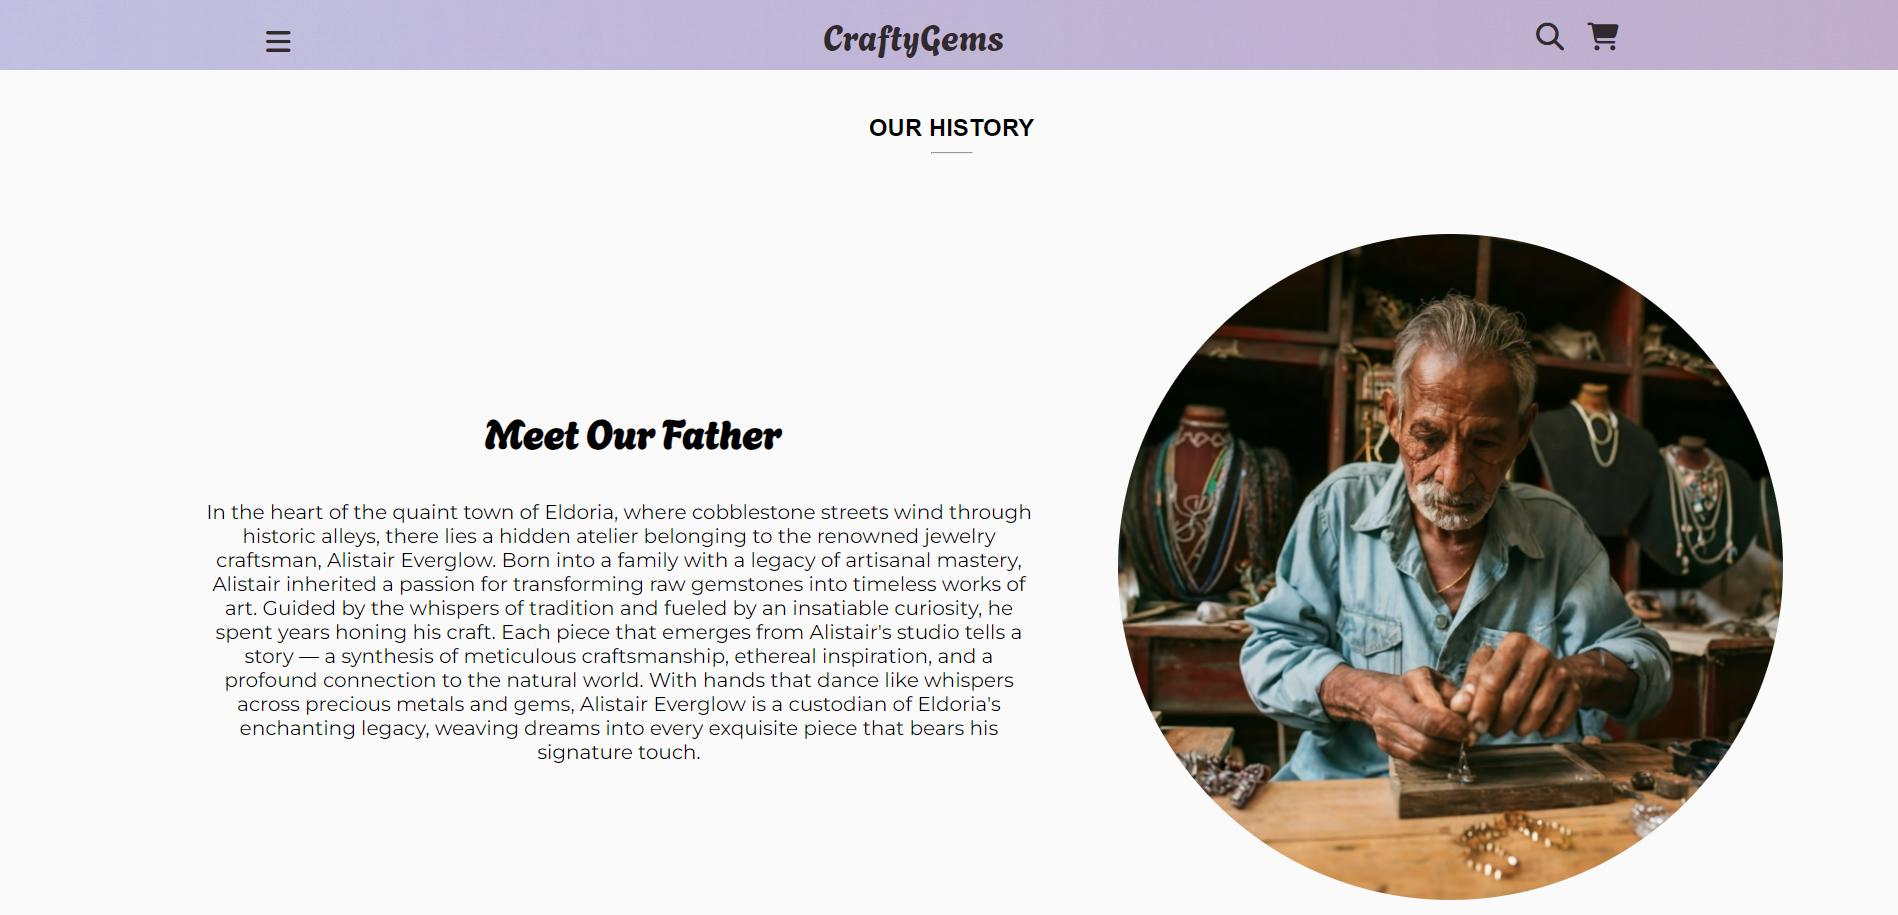 CraftyGems
OUR HISTORY
Meet Our Father
In the heart of the quaint town of Eldoria, where cobblestone streets wind through
historic alleys, there lies a hidden atelier belonging to the renowned jewelry
craftsman, Alistair Everglow. Born into a family with a legacy of artisanal mastery,
Alistair inherited a passion for transforming raw gemstones into timeless works of
art. Guided by the whispers of tradition and fueled by an insatiable curiosity, he
spent years honing his craft. Each piece that emerges from Alistair's studio tells a
story — a synthesis of meticulous craftsmanship, ethereal inspiration, and a
profound connection to the natural world. With hands that dance like whispers
across precious metals and gems, Alistair Everglow is a custodian of Eldoria's
enchanting legacy, weaving dreams into every exquisite piece that bears his
signature touch.